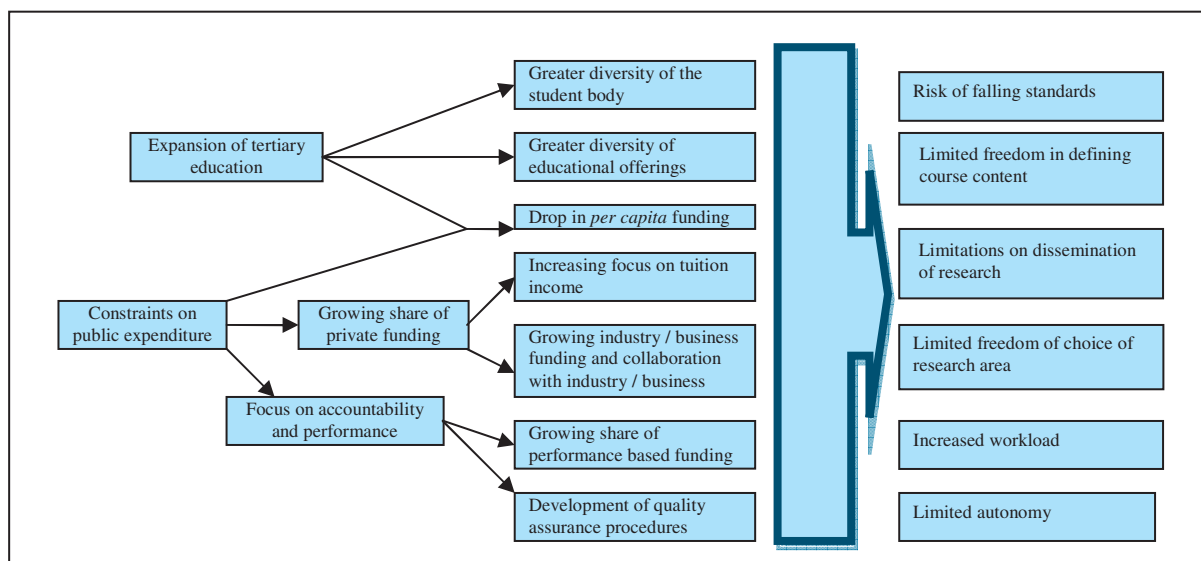 Greater diversity of the
student body
Expansion of tertiary
education
Greater diversity of
educational offerings
Drop in per capita funding
Increasing focus on tuition
income
Constraints on
public expenditure
Growing share of
private funding
Growing industry / business
funding and collaboration
with industry / business
Focus on accountability
and performance
Growing share of
performance based funding
Development of quality
assurance procedures
Risk of falling standards
Limited freedom in defining
course content
Limitations on dissemination
of research
Limited freedom of choice of
research area
Increased workload
Limited autonomy